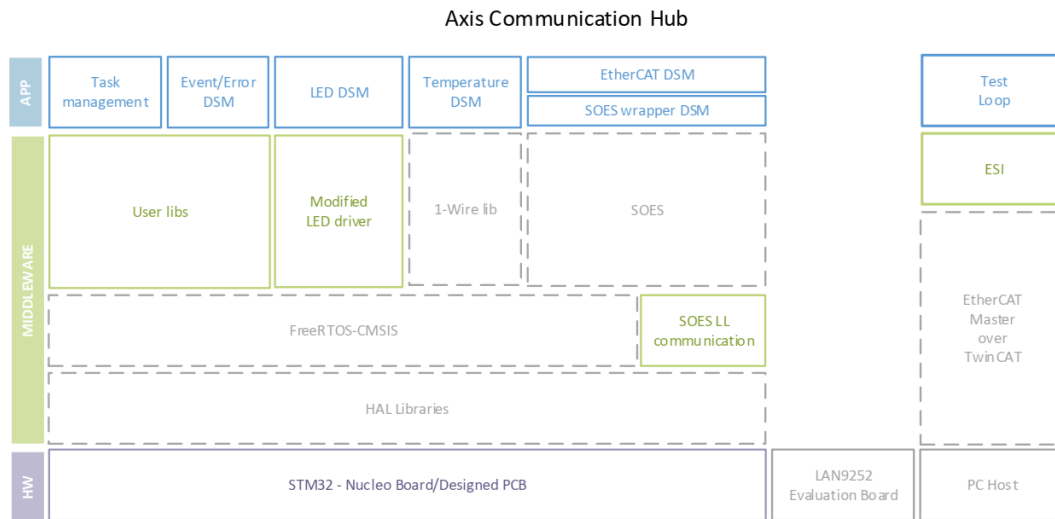 Axis Communication Hub
APP
Task
management
Event/Error
DSM
LED DSM
Temperature
DSM
EtherCAT DSM
SOES wrapper DSM
Test
Loop
MIDDLEWARE
User libs
Modified
LED driver
1-Wire lib
SOES
ESI
FreeRTOS-CMSIS
SOES LL
communication
EtherCAT
Master
over
TwinCAT
HAL Libraries
HW
STM32 - Nucleo Board/Designed PCB
LAN9252
Evaluation Board
PC Host